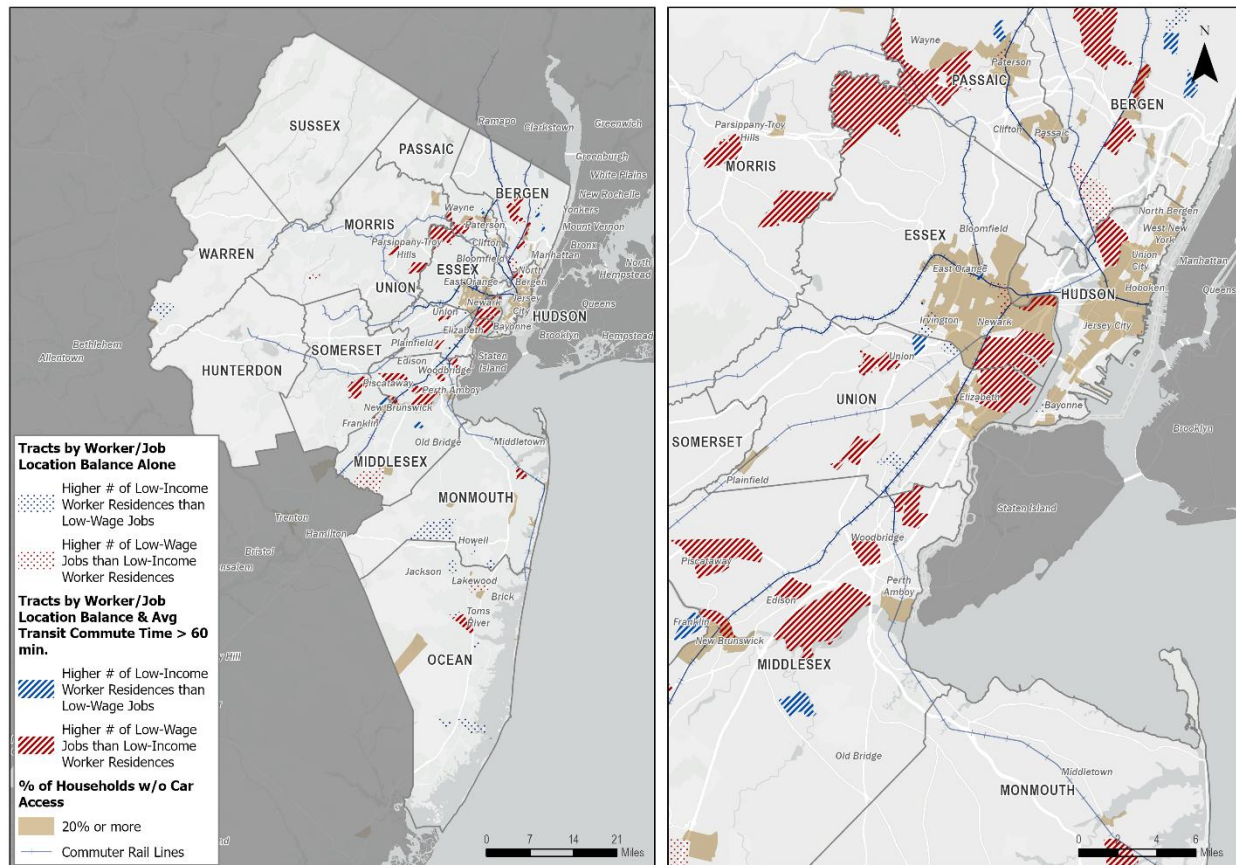 SUSSEX
PASSAIC
BERGEN
WARREN
MORRIS
ESSEX
UNION
HUDSON
HUNTERDON
SOMERSET
MIDDLESEX
MONMOUTH
OCEAN
Ramapo
Clarkstown
Greenwich
Greenburgh
White Plains
New Rochelle
Yonkers
Mount Vernon
Bronx
North
Hempstead
Manhattan
Queens
Hempstead
Brooklyn
Staten
Island
Wayne
Paterson
Clifton
Parsippany-Troy
Hills
Bloomfield
East Orange
North
Bergen
Jersey
City
Newark
Bayonne
Union
Elizabeth
Plainfield
Edison
Woodbridge
Piscataway
Perth Amboy
New Brunswick
Franklin
Old Bridge
Middletown
Bethlehem
Allentown
Trenton
Hamilton
Bristol
Howell
Jackson
Lakewood
Brick
Toms
River
Tracts by Worker/Job
Location Balance Alone
Higher # of Low-Income
Worker Residences than
Low-Wage Jobs
Higher # of Low-Wage
Jobs than Low-Income
Worker Residences
Tracts by Worker/Job
Location Balance & Avg
Transit Commute Time > 60
min.
Higher # of Low-Income
Worker Residences than
Low-Wage Jobs
Higher # of Low-Wage
Jobs than Low-Income
Worker Residences
% of Households w/o Car
Access
20% or more
Commuter Rail Lines
0 7 14 21
Miles
N
Wayne
Paterson
PASSAIC
BERGEN
Parsippany-Troy
Hills
Clifton
Passaic
MORRIS
ESSEX
Bloomfield
North Bergen
West New
York
Union
City
Manhattan
East Orange
HUDSON
Hoboken
Queens
Irvington
Newark
Jersey City
Union
UNION
Elizabeth
Bayonne
Brooklyn
SOMERSET
Plainfield
Staten Island
Woodbridge
Piscataway
Perth
Amboy
Edison
Franklin
New Brunswick
MIDDLESEX
Old Bridge
Middletown
MONMOUTH
0 2 4 6
Miles